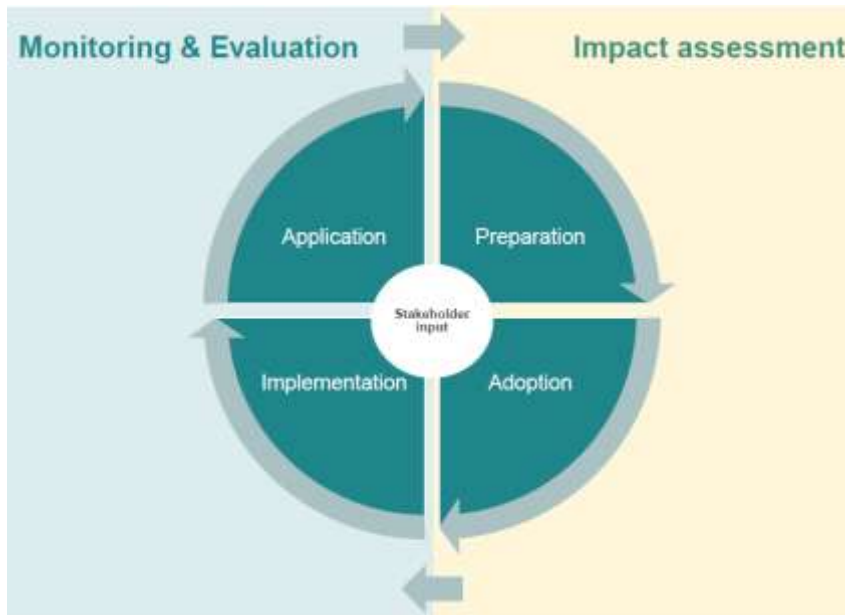 Monitoring & Evaluation
Impact assessment
Application
Preparation
Stakeholder
input
Implementation
Adoption